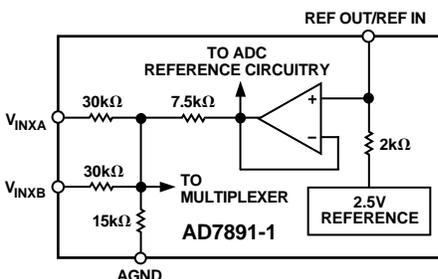 REF OUT/REF IN
TO ADC
REFERENCE CIRCUITRY
30kΩ
7.5kΩ
VINXA
+
−
2kΩ
30kΩ
VINXB
TO
MULTIPLEXER
2.5V
REFERENCE
15kΩ
AD7891-1
AGND